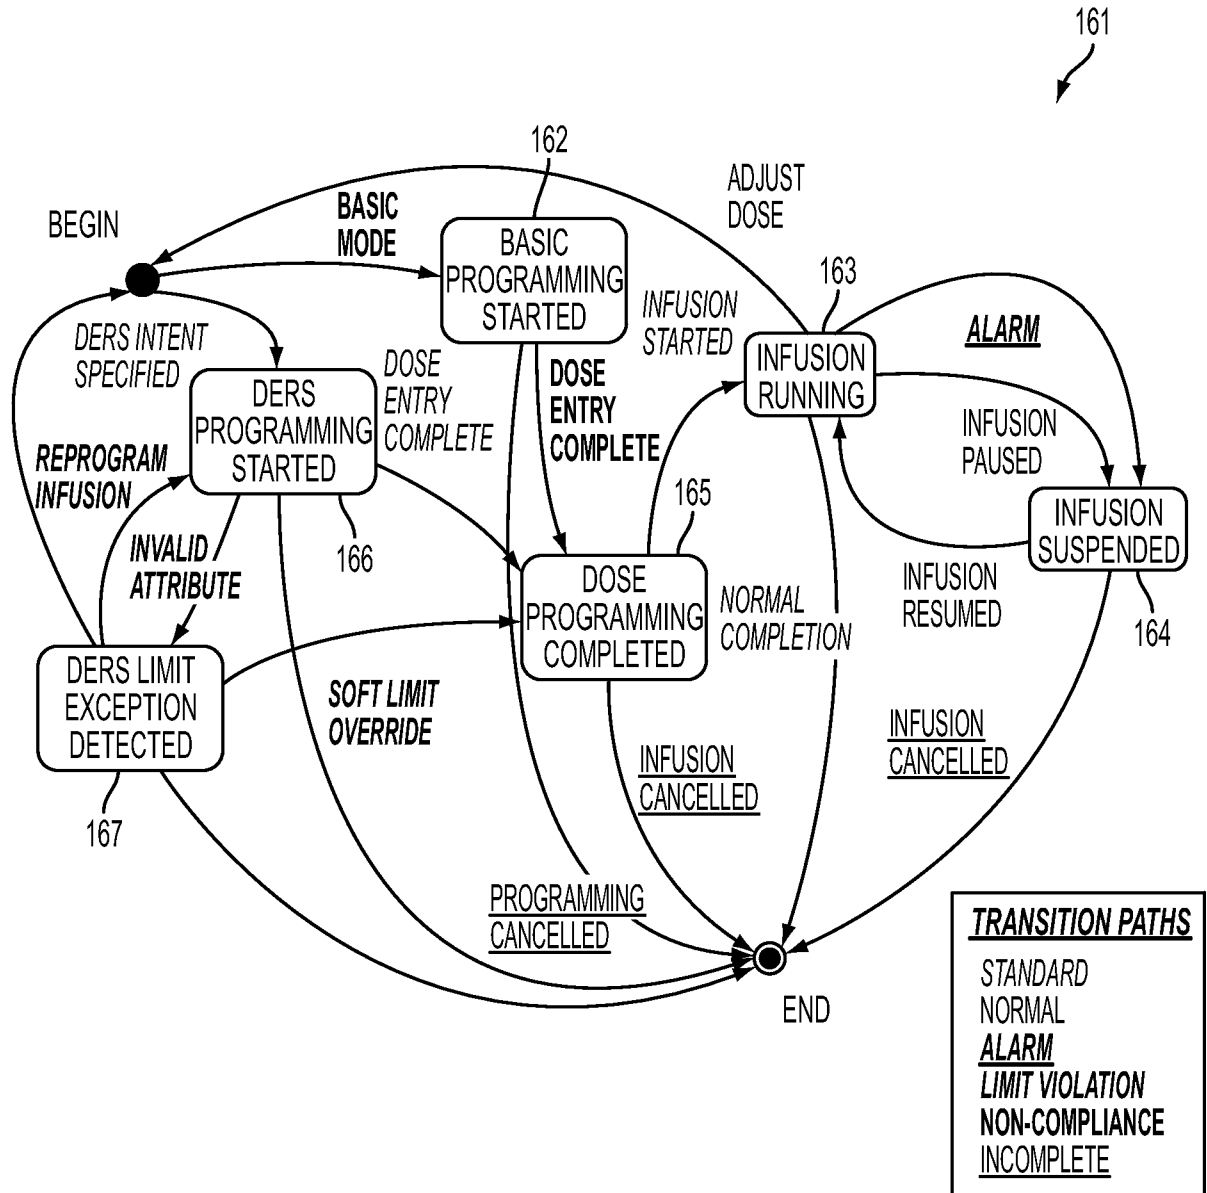 161
162
BEGIN
BASIC
MODE
ADJUST
DOSE
BASIC
PROGRAMMING
STARTED
163
INFUSION
STARTED
ALARM
DERS INTENT
SPECIFIED
INFUSION
RUNNING
DERS
PROGRAMMING
STARTED
DOSE
ENTRY
COMPLETE
DOSE
ENTRY
COMPLETE
INFUSION
PAUSED
REPROGRAM
INFUSION
165
INFUSION
SUSPENDED
166
INVALID
ATTRIBUTE
DOSE
PROGRAMMING
COMPLETED
NORMAL
COMPLETION
INFUSION
RESUMED
164
DERS LIMIT
EXCEPTION
DETECTED
SOFT LIMIT
OVERRIDE
INFUSION
CANCELLED
INFUSION
CANCELLED
167
PROGRAMMING
CANCELLED
END
TRANSITION PATHS
STANDARD
NORMAL
ALARM
LIMIT VIOLATION
NON-COMPLIANCE
INCOMPLETE